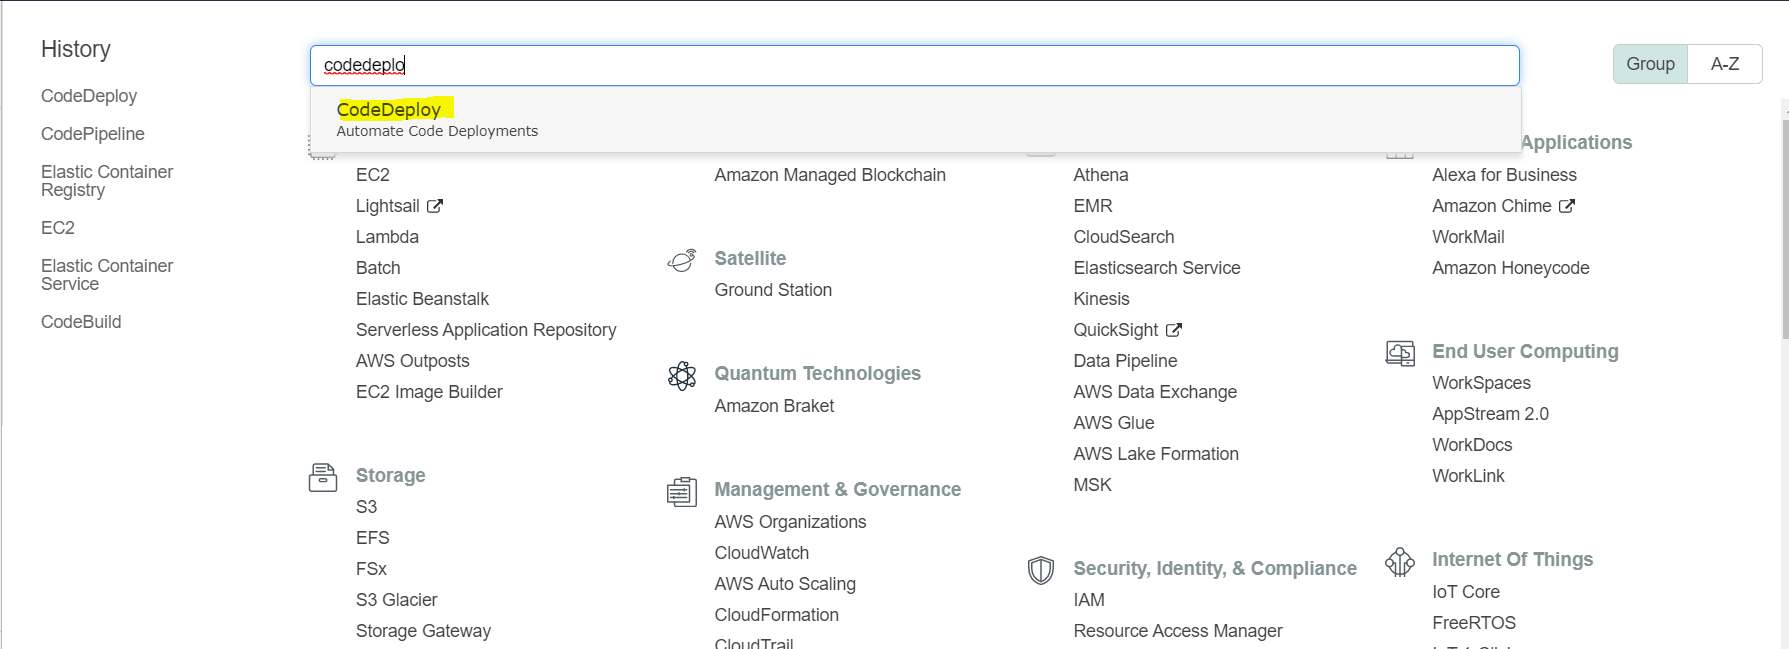 History
CodeDeploy
CodePipeline
Elastic Container
Registry
EC2
Elastic Container
Service
CodeBuild
codedeplo
Group
A-Z
CodeDeploy
Automate Code Deployments
EC2
Lightsail
Lambda
Batch
Elastic Beanstalk
Serverless Application Repository
AWS Outposts
EC2 Image Builder
Storage
S3
EFS
FSx
S3 Glacier
Storage Gateway
Amazon Managed Blockchain
Satellite
Ground Station
Quantum Technologies
Amazon Braket
Management & Governance
AWS Organizations
CloudWatch
AWS Auto Scaling
CloudFormation
CloudTrail
Athena
EMR
CloudSearch
Elasticsearch Service
Kinesis
QuickSight
Data Pipeline
AWS Data Exchange
AWS Glue
AWS Lake Formation
MSK
Security, Identity, & Compliance
IAM
Resource Access Manager
Applications
Alexa for Business
Amazon Chime
WorkMail
Amazon Honeycode
End User Computing
WorkSpaces
AppStream 2.0
WorkDocs
WorkLink
Internet Of Things
IoT Core
FreeRTOS